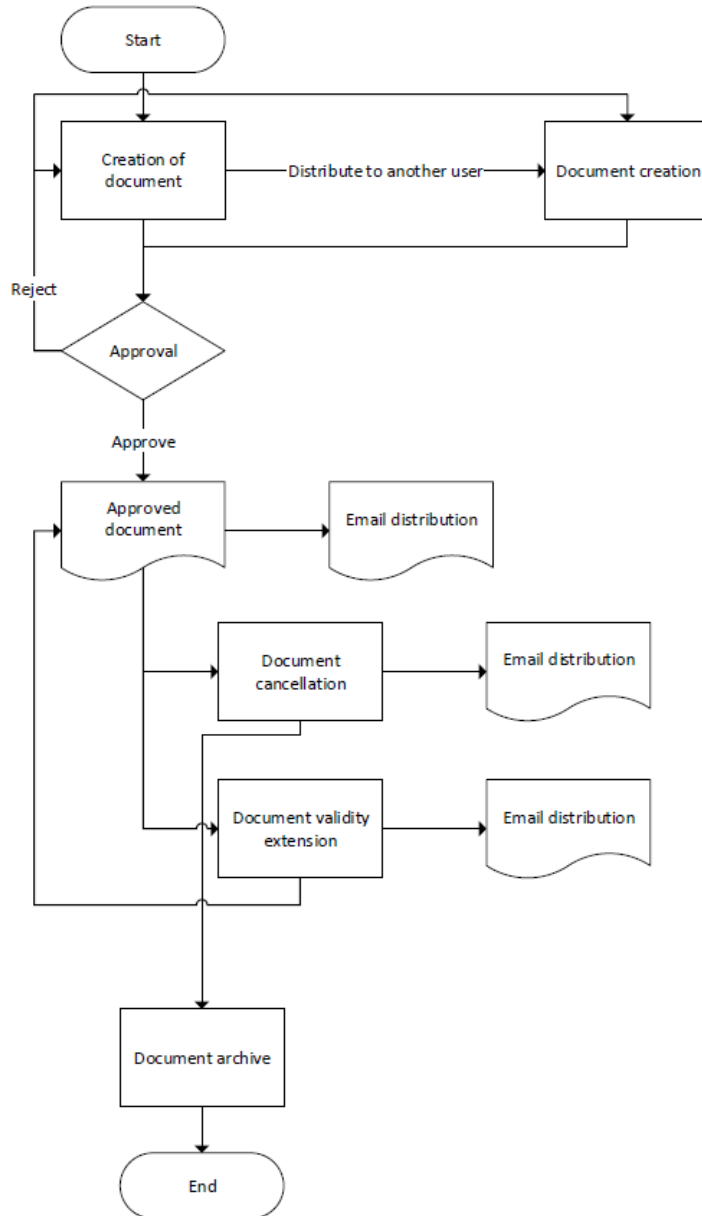 Start
Creation of
document
Distribute to another user
Document creation
Reject
Approval
Approve
Approved
document
Email distribution
Document
cancellation
Email distribution
Document validity
extension
Email distribution
Document archive
End